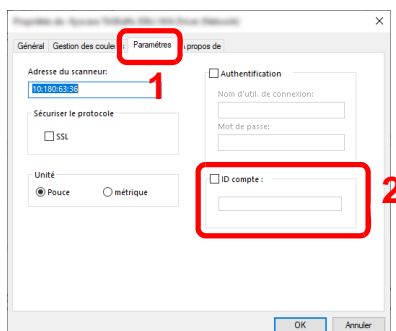 Général Gestion des coule Paramètres propos de
1
Adresse du scanneur:
10:180:63:36
Sécuriser le protocole
SSL
Unité
Pouce métrique
Authentification
Nom d'util. de connexion:
Mot de passe:
ID compte :
2
OK Annuler